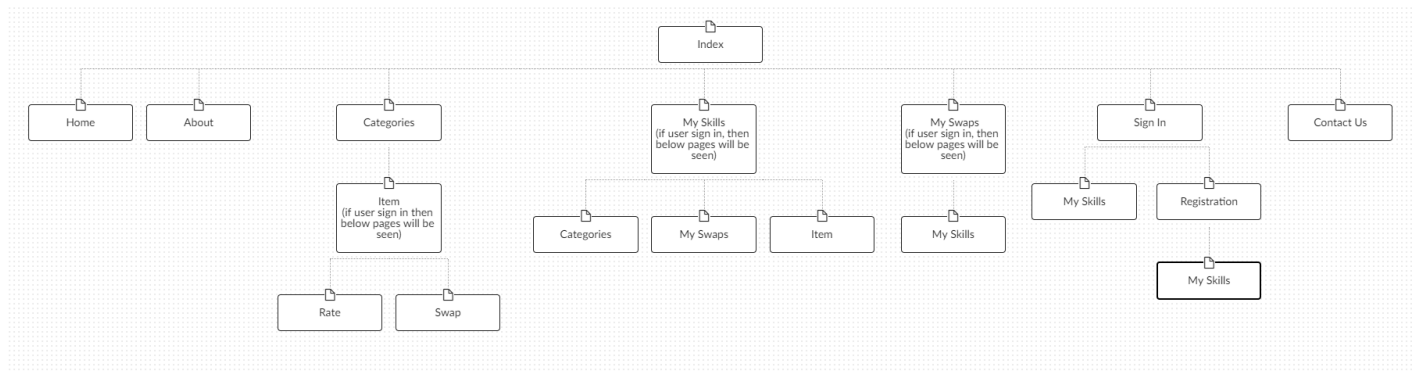 Index
Home
About
Categories
My Skills
(if user sign in, then
below pages will be
seen)
My Swaps
(if user sign in, then
below pages will be
seen)
Sign In
Contact Us
Item
(if user sign in then
below pages will be
seen)
Categories
My Swaps
Item
My Skills
My Skills
Registration
Rate
Swap
My Skills